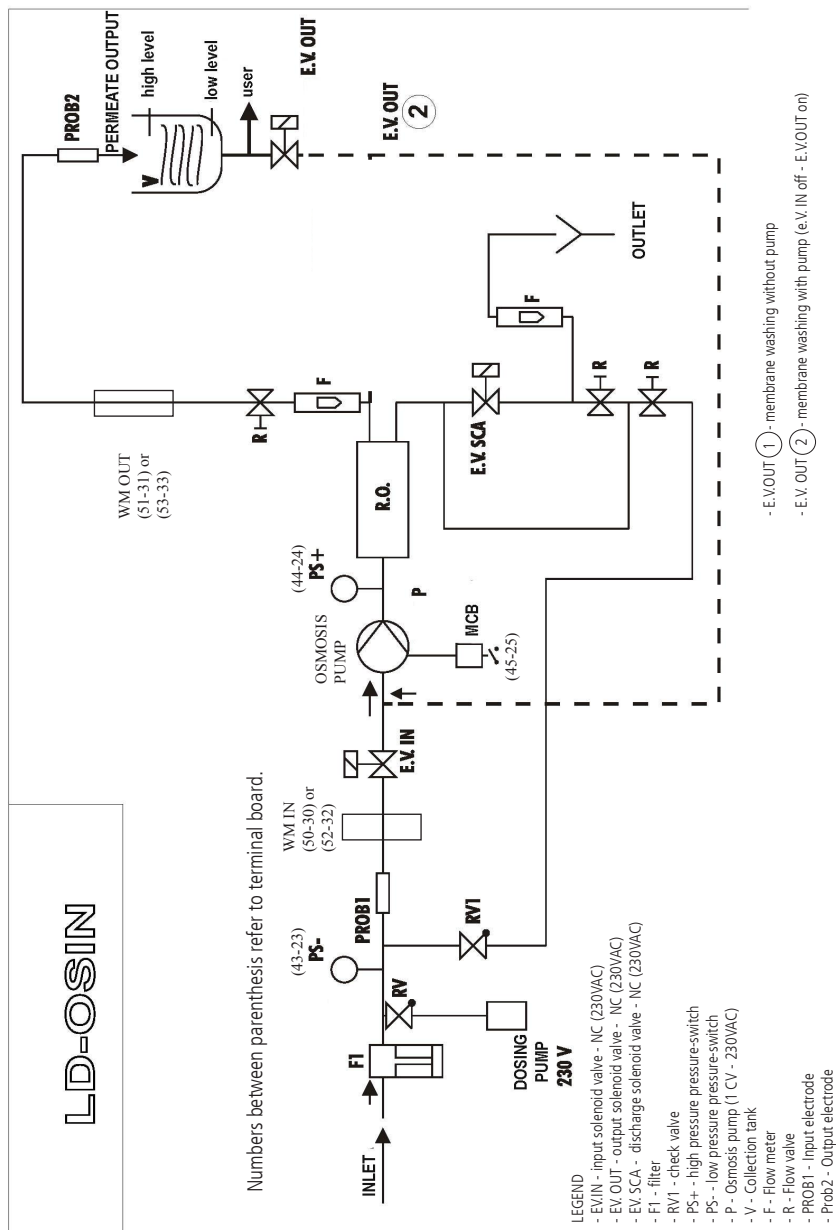 LD-OSIN
Numbers between parenthesis refer to terminal board.
INLET
F1
RV
DOSING
PUMP
230 V
(43-23)
PS-
PROB1
RV1
WM IN
(50-30) or
(52-32)
E.V. IN
OSMOSIS
PUMP
MCB
(45-25)
P
(44-24)
PS+
R.O.
F
R
WM OUT
(51-31) or
(53-33)
E.V. SCA
R
R
F
OUTLET
PROB2
PERMEATE OUTPUT
V
high level
low level
user
E.V. OUT
E.V. OUT
2
LEGEND
- EV.IN - input solenoid valve - NC (230VAC)
- EV. OUT - output solenoid valve - NC (230VAC)
- EV. SCA - discharge solenoid valve - NC (230VAC)
F1 - filter
- RV1 - check valve
- PS+ - high pressure pressure-switch
- PS- - low pressure pressure-switch
- P - Osmosis pump (1 CV - 230VAC)
- V - Collection tank
- F - Flow meter
- R - Flow valve
- PROB1 - Input electrode
- Prob2 - Output electrode
- E.V.OUT 1 - membrane washing without pump
- E.V. OUT 2 - membrane washing with pump (e.V. IN off - E.V.OUT on)